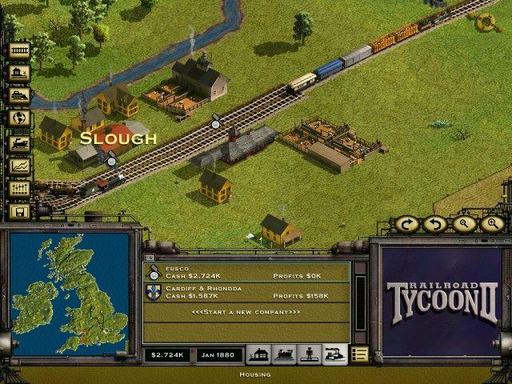 SLOUGH
FUSCO
CASH $2.724K PROFITS $0K
CARDIFF & RHONDDA
CASH $1.587K PROFITS $158K
<<<START A NEW COMPANY>>>
RAILROAD
TYCOON II
$2.724K JAN 1880
HOUSING